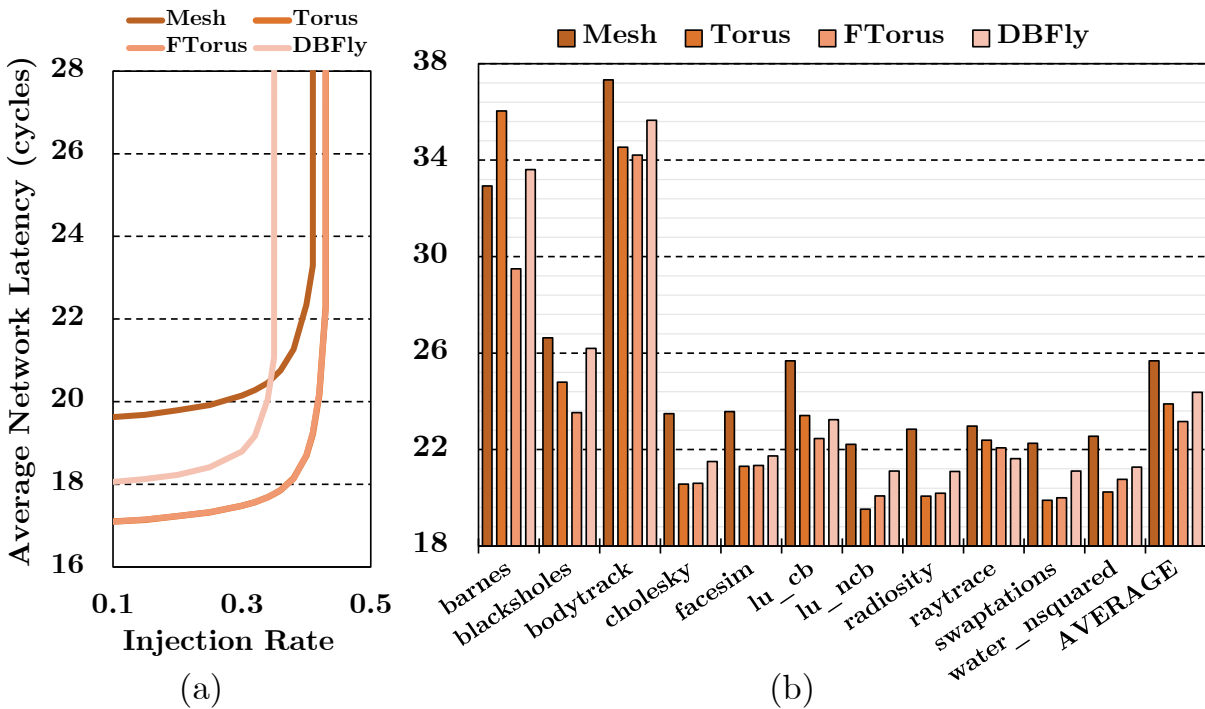 Mesh Torus
FTorus DBFly
Average Network Latency (cycles)
28
26
24
22
20
18
16
0.1 0.3 0.5
Injection Rate
(a)
Mesh Torus FTorus DBFly
38
34
30
26
22
18
barnes
blacksholes
bodytrack
cholesky
facesim
lu_cb
lu_ncb
radiosity
raytrace
swaptations
water_nsquared
AVERAGE
(b)